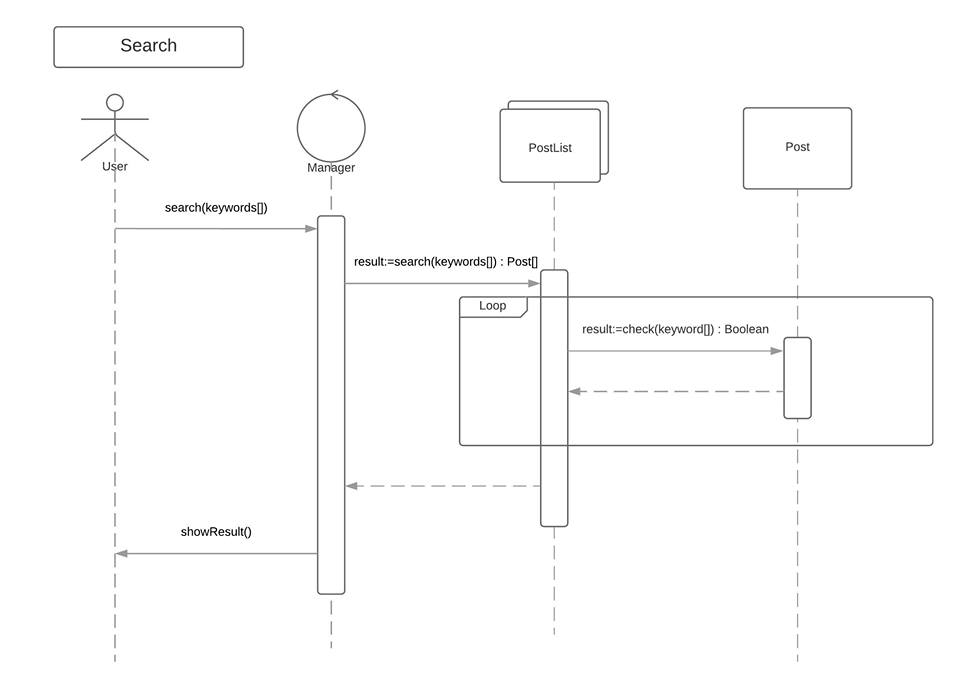 Search
User
Manager
PostList
Post
search(keywords[])
result:=search(keywords[]) : Post[]
Loop
result:=check(keyword[]) : Boolean
showResult()